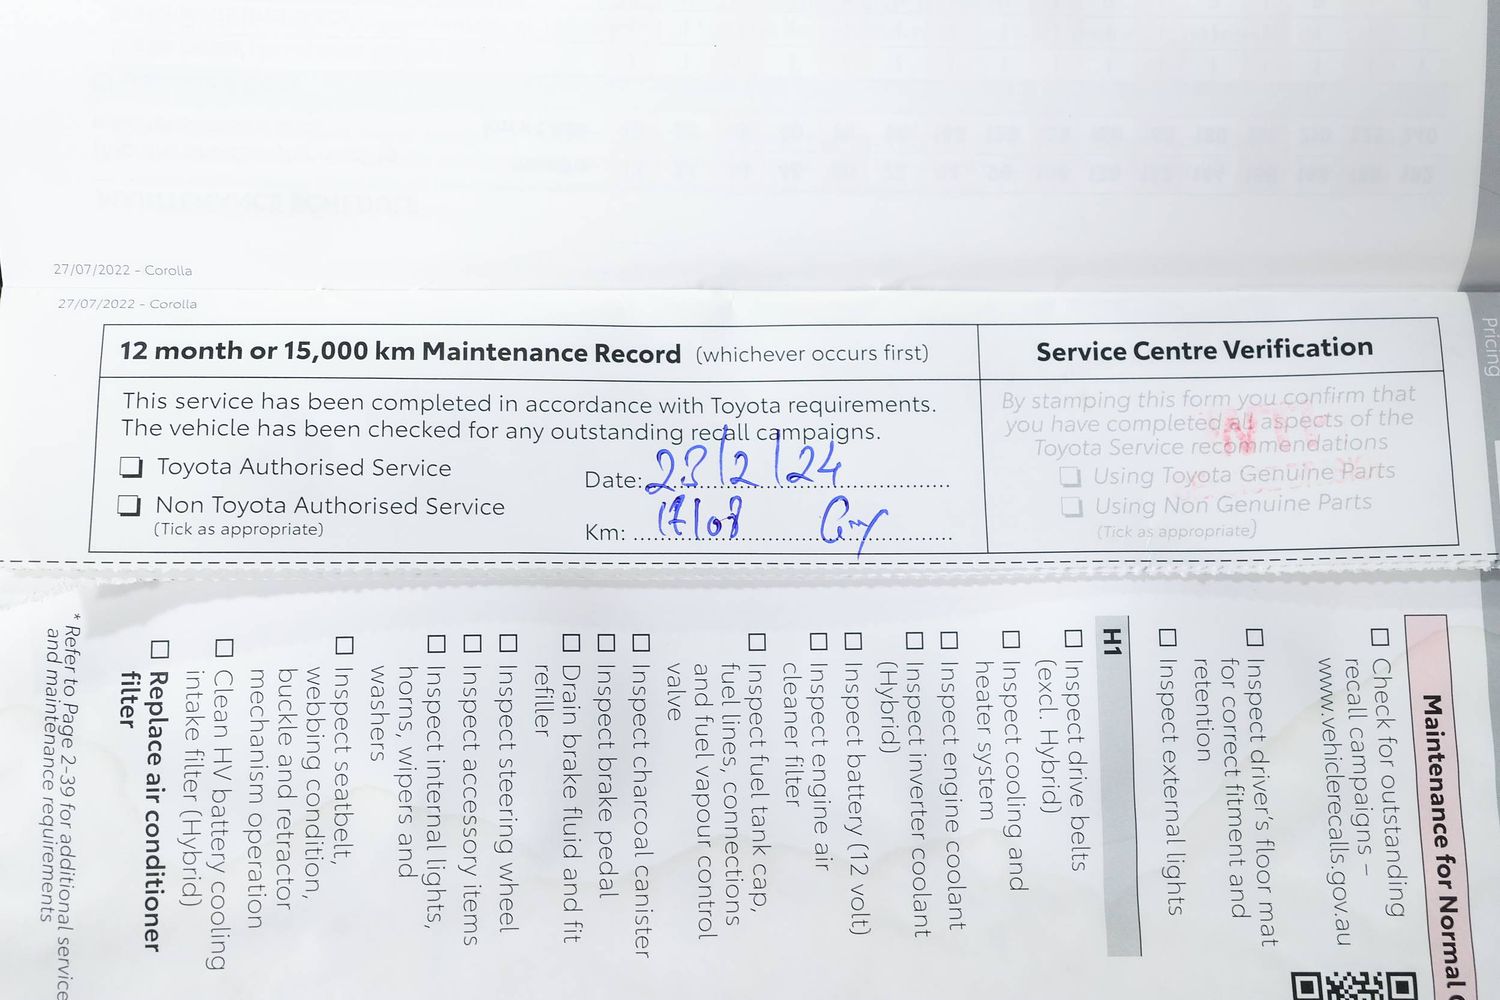 27/07/2022 – Corolla
27/07/2022 – Corolla
12 month or 15,000 km Maintenance Record (whichever occurs first)
This service has been completed in accordance with Toyota requirements.
The vehicle has been checked for any outstanding recall campaigns.
❏ Toyota Authorised Service
❏ Non Toyota Authorised Service
(Tick as appropriate)
Date: 23/2/24
Km:
Service Centre Verification
By stamping this form you confirm that
you have completed all aspects of the
Toyota Service recommendations
❏ Using Toyota Genuine Parts
❏ Using Non Genuine Parts
(Tick as appropriate)
Pricing
Maintenance for Normal
☐ Check for outstanding
recall campaigns –
www.vehiclerecalls.gov.au
☐ Inspect driver's floor mat
for correct fitment and
retention
☐ Inspect external lights
H1
☐ Inspect drive belts
(excl. Hybrid)
☐ Inspect cooling and
heater system
☐ Inspect engine coolant
☐ Inspect inverter coolant
(Hybrid)
☐ Inspect battery (12 volt)
☐ Inspect engine air
cleaner filter
☐ Inspect fuel tank cap,
fuel lines, connections
and fuel vapour control
valve
☐ Inspect charcoal canister
☐ Inspect brake pedal
☐ Drain brake fluid and fit
refiller
☐ Inspect steering wheel
☐ Inspect accessory items
☐ Inspect internal lights,
horns, wipers and
washers
☐ Inspect seatbelt,
webbing condition,
buckle and retractor
mechanism operation
☐ Clean HV battery cooling
intake filter (Hybrid)
☐ Replace air conditioner
filter
* Refer to Page 2-39 for additional service
and maintenance requirements